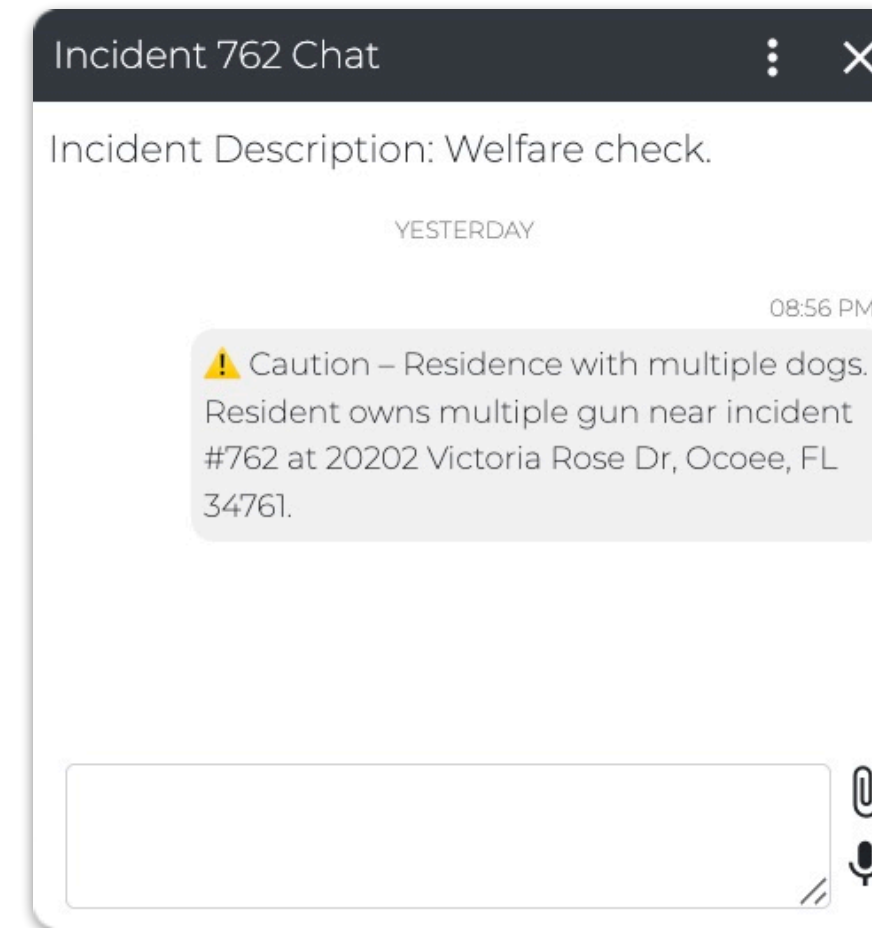 Incident 762 Chat
Incident Description: Welfare check.
YESTERDAY
08:56 PM
⚠️ Caution – Residence with multiple dogs.
Resident owns multiple gun near incident
#762 at 20202 Victoria Rose Dr, Ocoee, FL
34761.